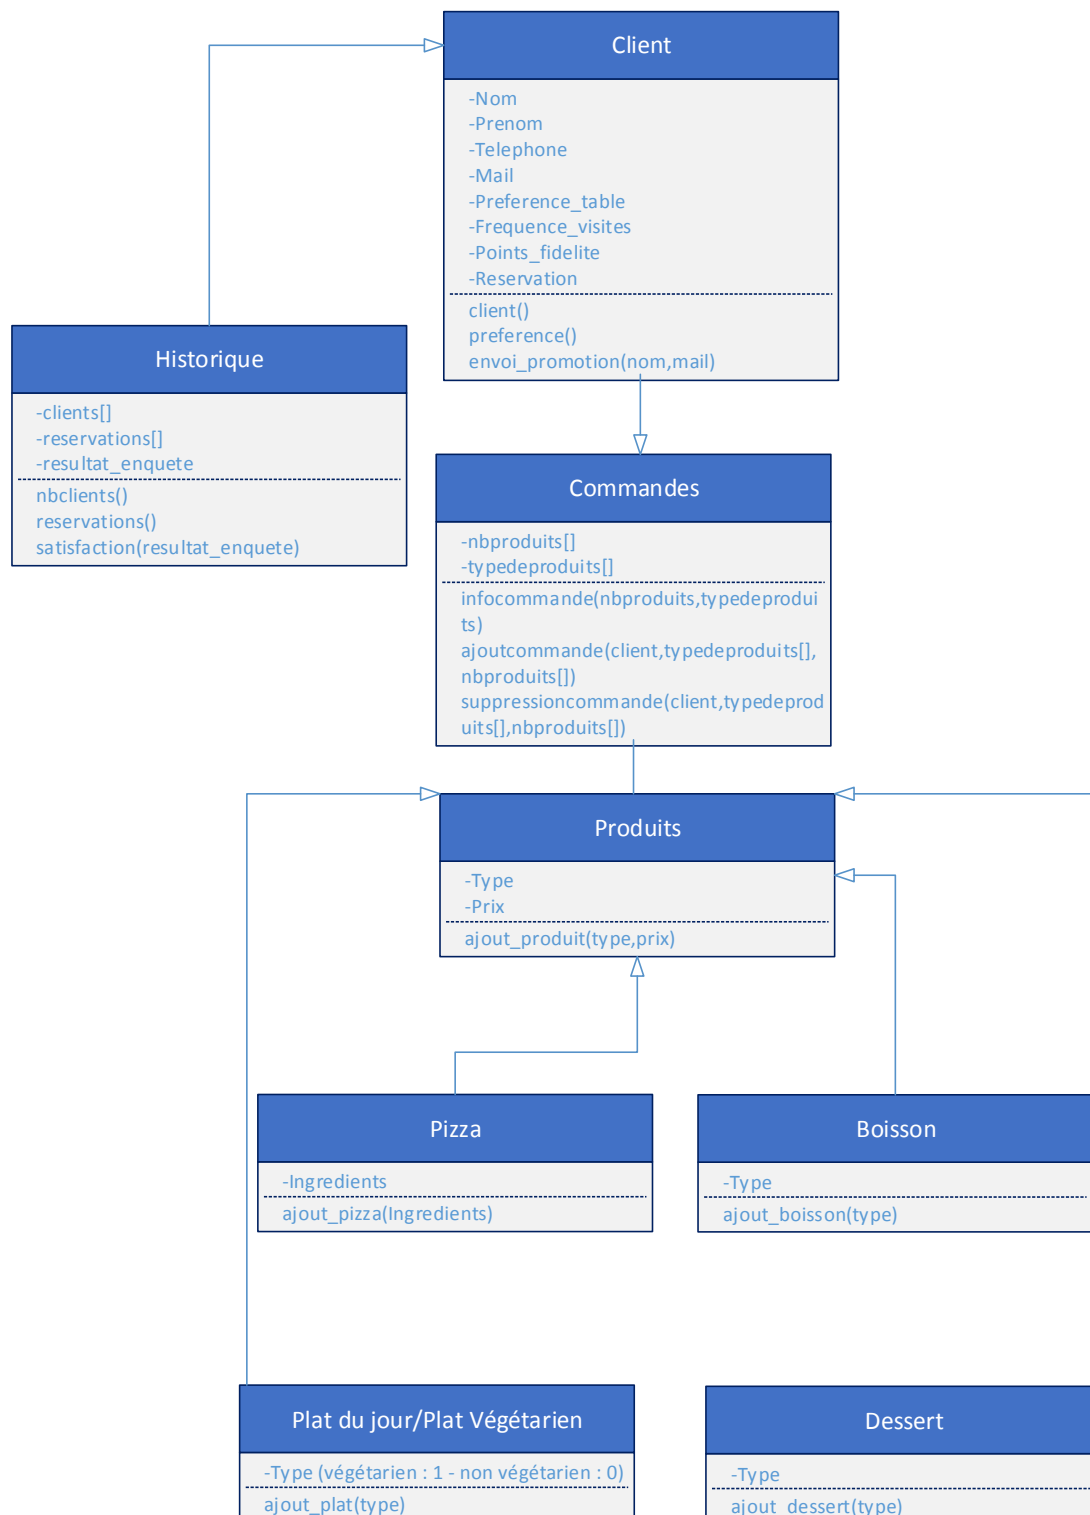 Client
-Nom
-Prenom
-Telephone
-Mail
-Preference_table
-Frequence_visites
-Points_fidelite
-Reservation
client()
preference()
envoi_promotion(nom,mail)
Historique
-clients[]
-reservations[]
-resultat_enquete
nbclients()
reservations()
satisfaction(resultat_enquete)
Commandes
-nbproduits[]
-typedeproduits[]
infocommande(nbproduits,typedeprodui
ts)
ajoutcommande(client,typedeproduits[],
nbproduits[])
suppressioncommande(client,typedeprod
uits[],nbproduits[])
Produits
-Type
-Prix
ajout_produit(type,prix)
Pizza
-Ingredients
ajout_pizza(Ingredients)
Boisson
-Type
ajout_boisson(type)
Plat du jour/Plat Végétarien
-Type (végétarien : 1 - non végétarien : 0)
ajout_plat(type)
Dessert
-Type
ajout_dessert(type)